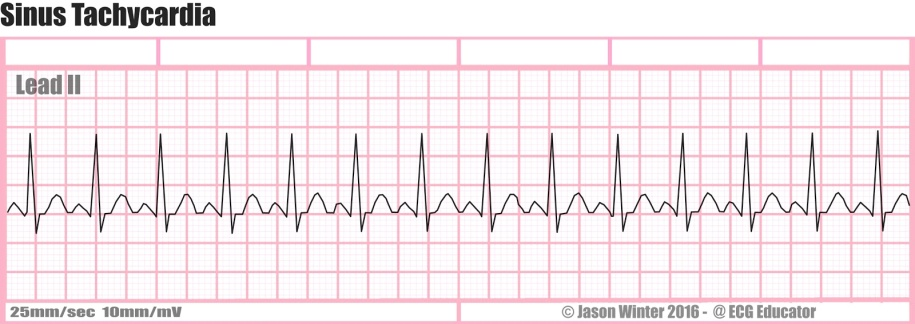 Sinus Tachycardia
Lead II
25mm/sec 10mm/mV
© Jason Winter 2016 - @ ECG Educator